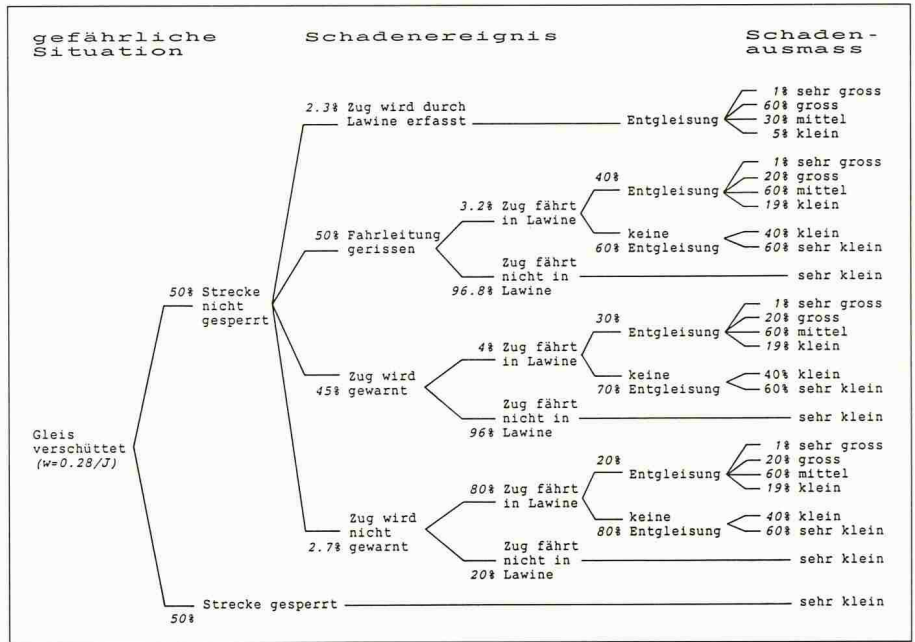 gefährliche Schadenereignis Schaden-
Situation ausmass
1% sehr gross
2.3% Zug wird durch 60% gross
Lawine erfasst Entgleisung 30% mittel
5% klein
1% sehr gross
40% 20% gross
Entgleisung 60% mittel
3.2% Zug fährt 19% klein
in Lawine
50% Fahrleitung keine 40% klein
gerissen 60% Entgleisung 60% sehr klein
Zug fährt
nicht in sehr klein
96.8% Lawine
50% Strecke
nicht
gesperrt
1% sehr gross
30% 20% gross
Entgleisung 60% mittel
4% Zug fährt 19% klein
in Lawine
Zug wird keine 40% klein
45% gewarnt 70% Entgleisung 60% sehr klein
Zug fährt
nicht in sehr klein
96% Lawine
Gleis
verschüttet
(w=0.28/J)
1% sehr gross
20% 20% gross
Entgleisung 60% mittel
80% Zug fährt 19% klein
in Lawine
Zug wird keine 40% klein
nicht 80% Entgleisung 60% sehr klein
2.7% gewarnt
Zug fährt
nicht in sehr klein
20% Lawine
Strecke gesperrt sehr klein
50%